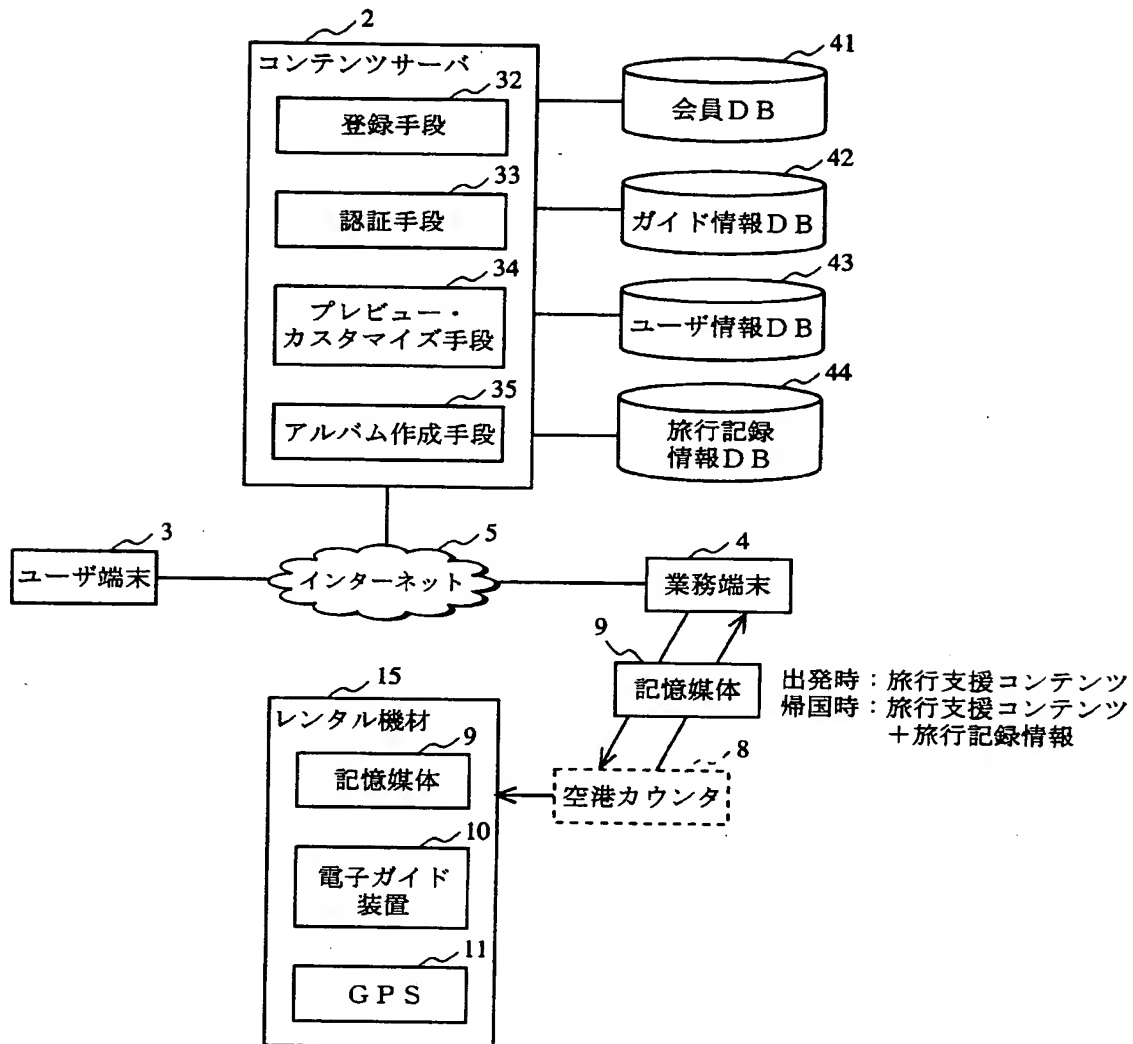 2
コンテンツサーバ
32
登録手段
33
認証手段
34
プレビュー・
カスタマイズ手段
35
アルバム作成手段
41
会員DB
42
ガイド情報DB
43
ユーザ情報DB
44
旅行記録
情報DB
3
ユーザ端末
5
インターネット
4
業務端末
9
記憶媒体
出発時：旅行支援コンテンツ
帰国時：旅行支援コンテンツ
＋旅行記録情報
8
空港カウンタ
15
レンタル機材
9
記憶媒体
10
電子ガイド
装置
11
GPS